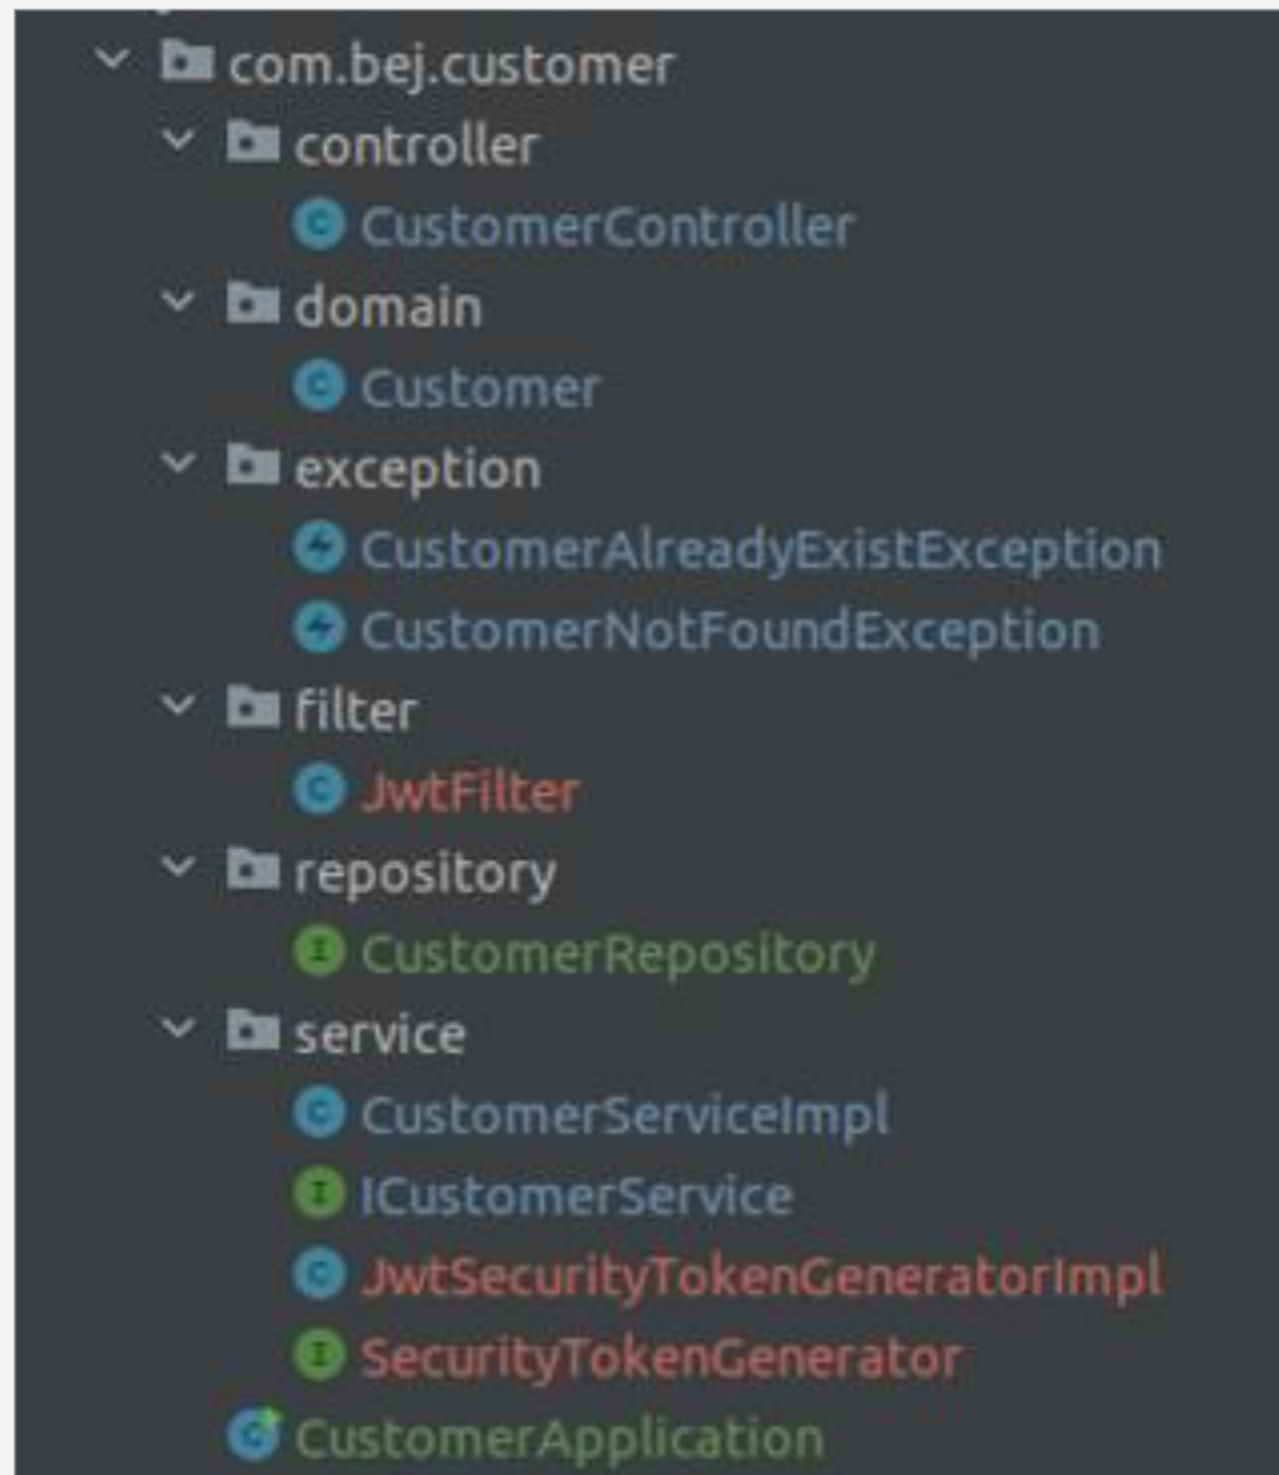 com.bej.customer
controller
CustomerController
domain
Customer
exception
CustomerAlreadyExistException
CustomerNotFoundException
filter
JwtFilter
repository
CustomerRepository
service
CustomerServiceImpl
ICustomerService
JwtSecurityTokenGeneratorImpl
SecurityTokenGenerator
CustomerApplication